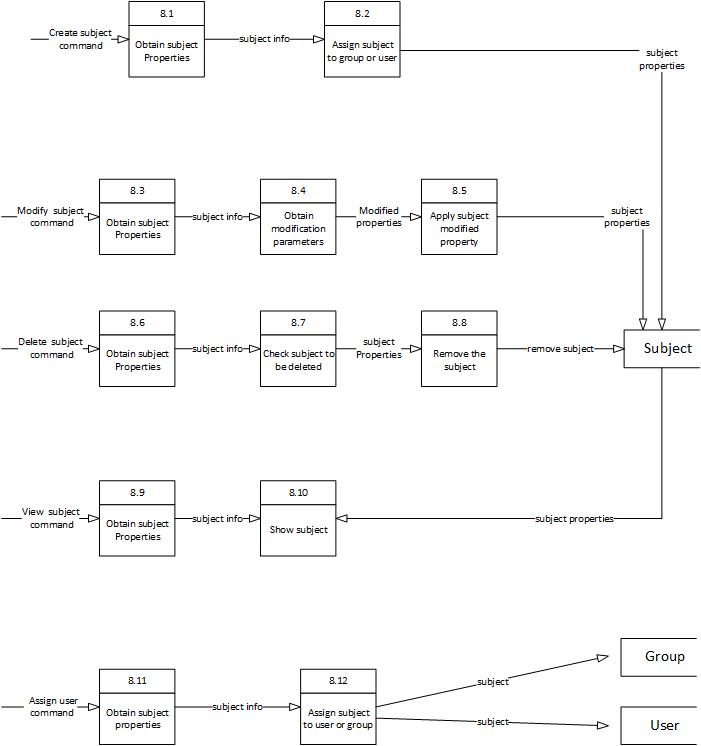 8.1
8.2
Create subject
command
Obtain subject
Properties
subject info
Assign subject
to group or user
subject
properties
8.3
8.4
8.5
Modify subject
command
Obtain subject
Properties
subject info
Obtain
modification
parameters
Modified
properties
Apply subject
modified
property
subject
properties
8.6
8.7
8.8
Delete subject
command
Obtain subject
Properties
subject info
Check subject to
be deleted
subject
Properties
Remove the
subject
remove subject
Subject
8.9
8.10
View subject
command
Obtain subject
Properties
subject info
Show subject
subject properties
Group
8.11
8.12
subject
Assign user
command
Obtain subject
properties
subject info
Assign subject
to user or group
subject
User